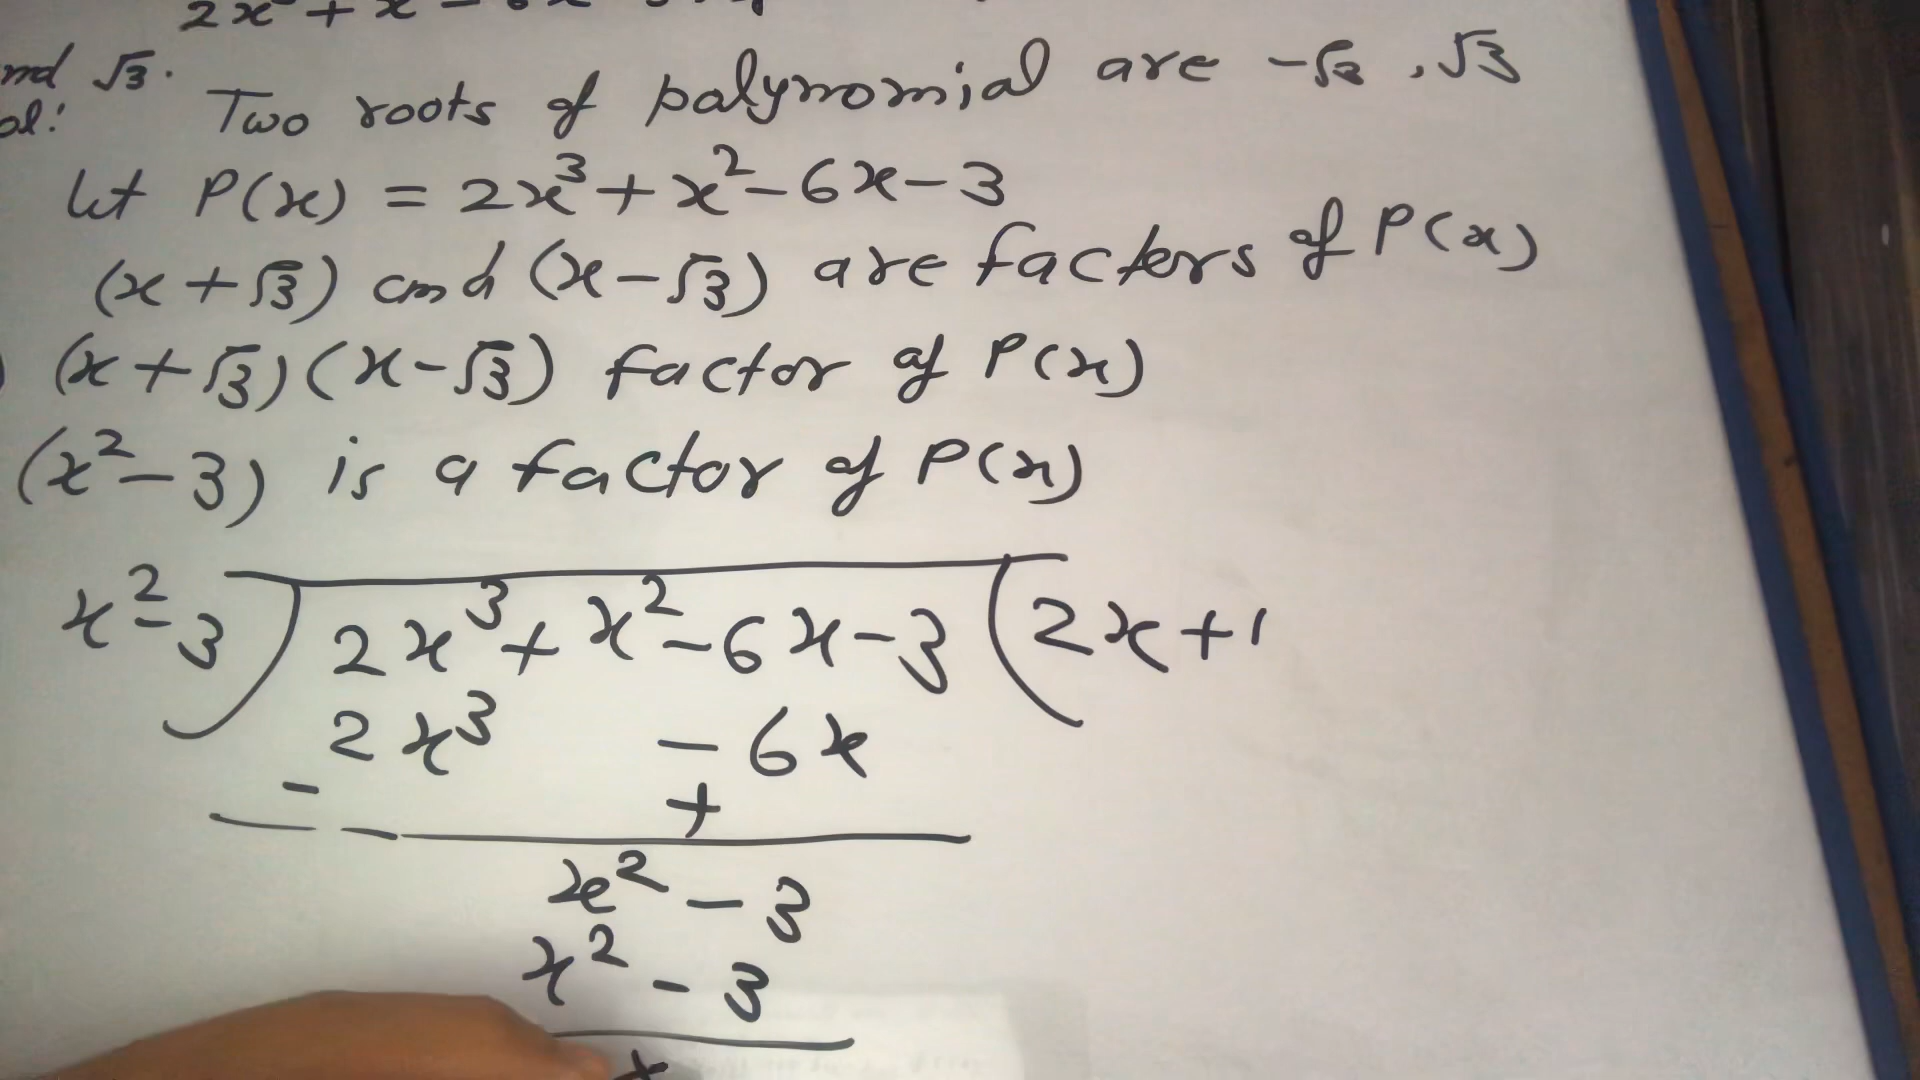 md √3.
ol: Two roots of polynomial are -√3, √3
let P(x) = 2x³ + x² - 6x - 3
(x + √3) and (x - √3) are factors of P(x)
(x + √3) (x - √3) factor of P(x)
(x² - 3) is a factor of P(x)
x² - 3 ) 2x³ + x² - 6x - 3 ( 2x + 1
2x³ - 6x
- +
x² - 3
x² - 3
+